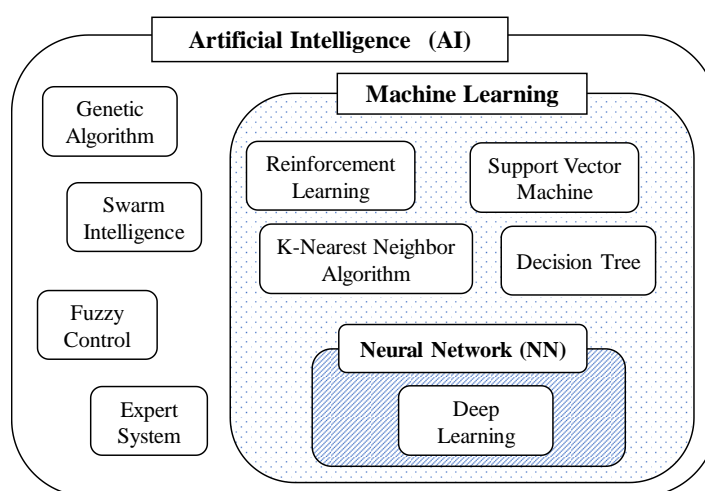 Artificial Intelligence (AI)
Machine Learning
Genetic
Algorithm
Reinforcement
Learning
Support Vector
Machine
Swarm
Intelligence
K-Nearest Neighbor
Algorithm
Decision Tree
Fuzzy
Control
Neural Network (NN)
Expert
System
Deep
Learning